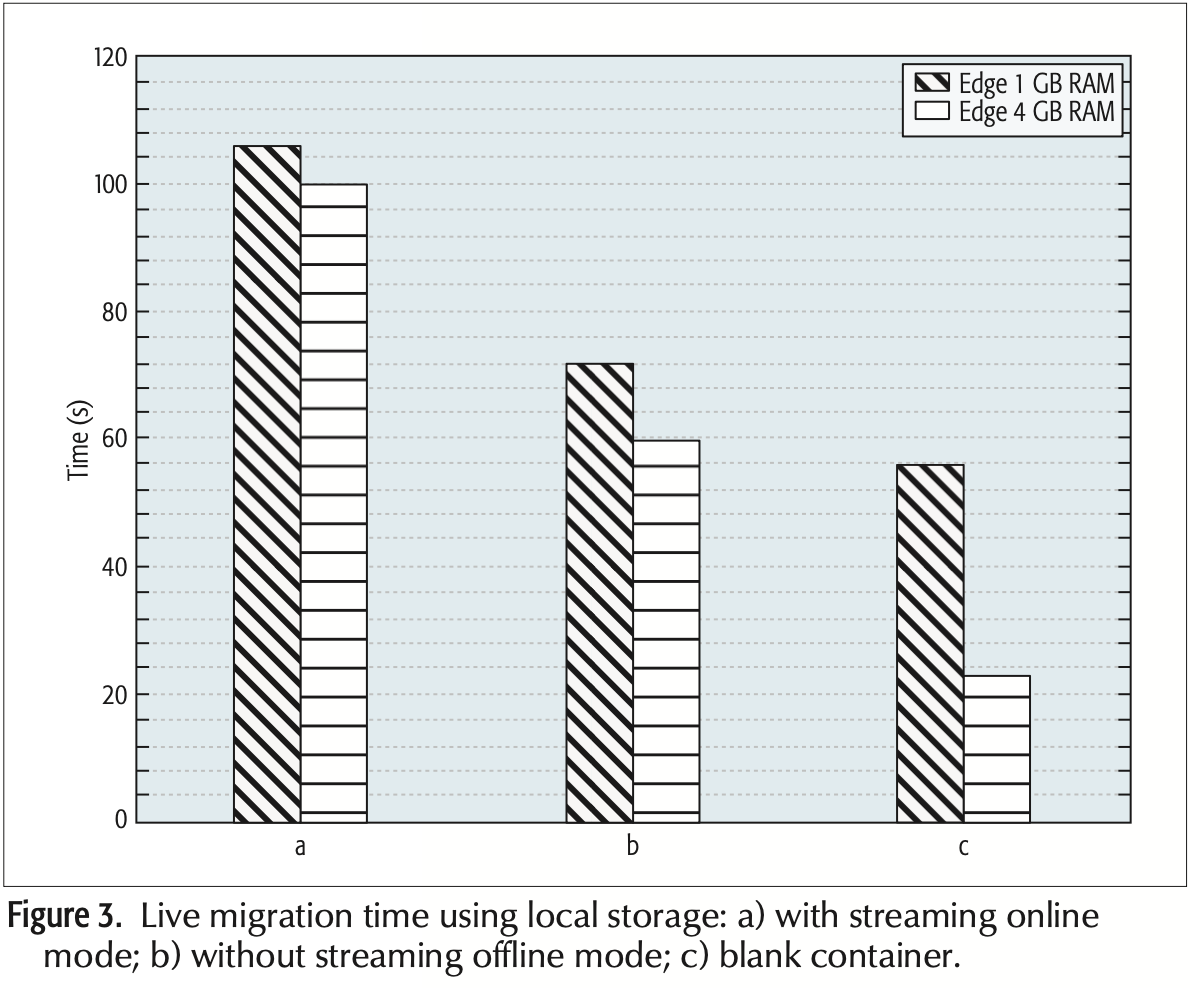 120
100
80
60
40
20
0
Time (s)
Edge 1 GB RAM
Edge 4 GB RAM
a
b
c
Figure 3. Live migration time using local storage: a) with streaming online
mode; b) without streaming offline mode; c) blank container.